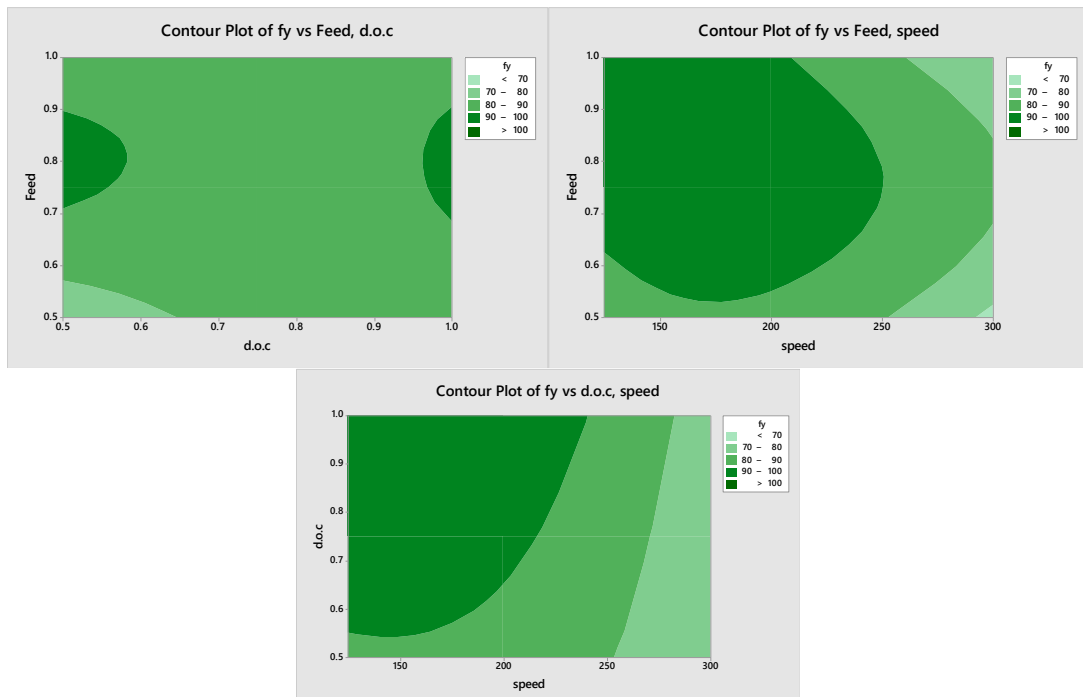 Contour Plot of fy vs Feed, d.o.c
fy
< 70
70 – 80
80 – 90
90 – 100
> 100
1.0
0.9
0.8
0.7
0.6
0.5
Feed
0.5 0.6 0.7 0.8 0.9 1.0
d.o.c
Contour Plot of fy vs Feed, speed
fy
< 70
70 – 80
80 – 90
90 – 100
> 100
1.0
0.9
0.8
0.7
0.6
0.5
Feed
150 200 250 300
speed
Contour Plot of fy vs d.o.c, speed
fy
< 70
70 – 80
80 – 90
90 – 100
> 100
1.0
0.9
0.8
0.7
0.6
0.5
d.o.c
150 200 250 300
speed